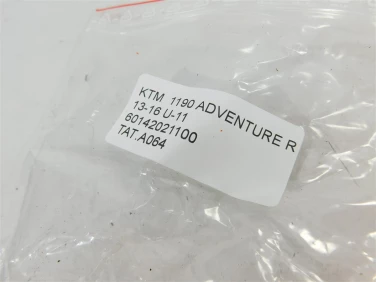 KTM 1190 ADVENTURE R
13-16 U-11
60142021100
TAT.A064